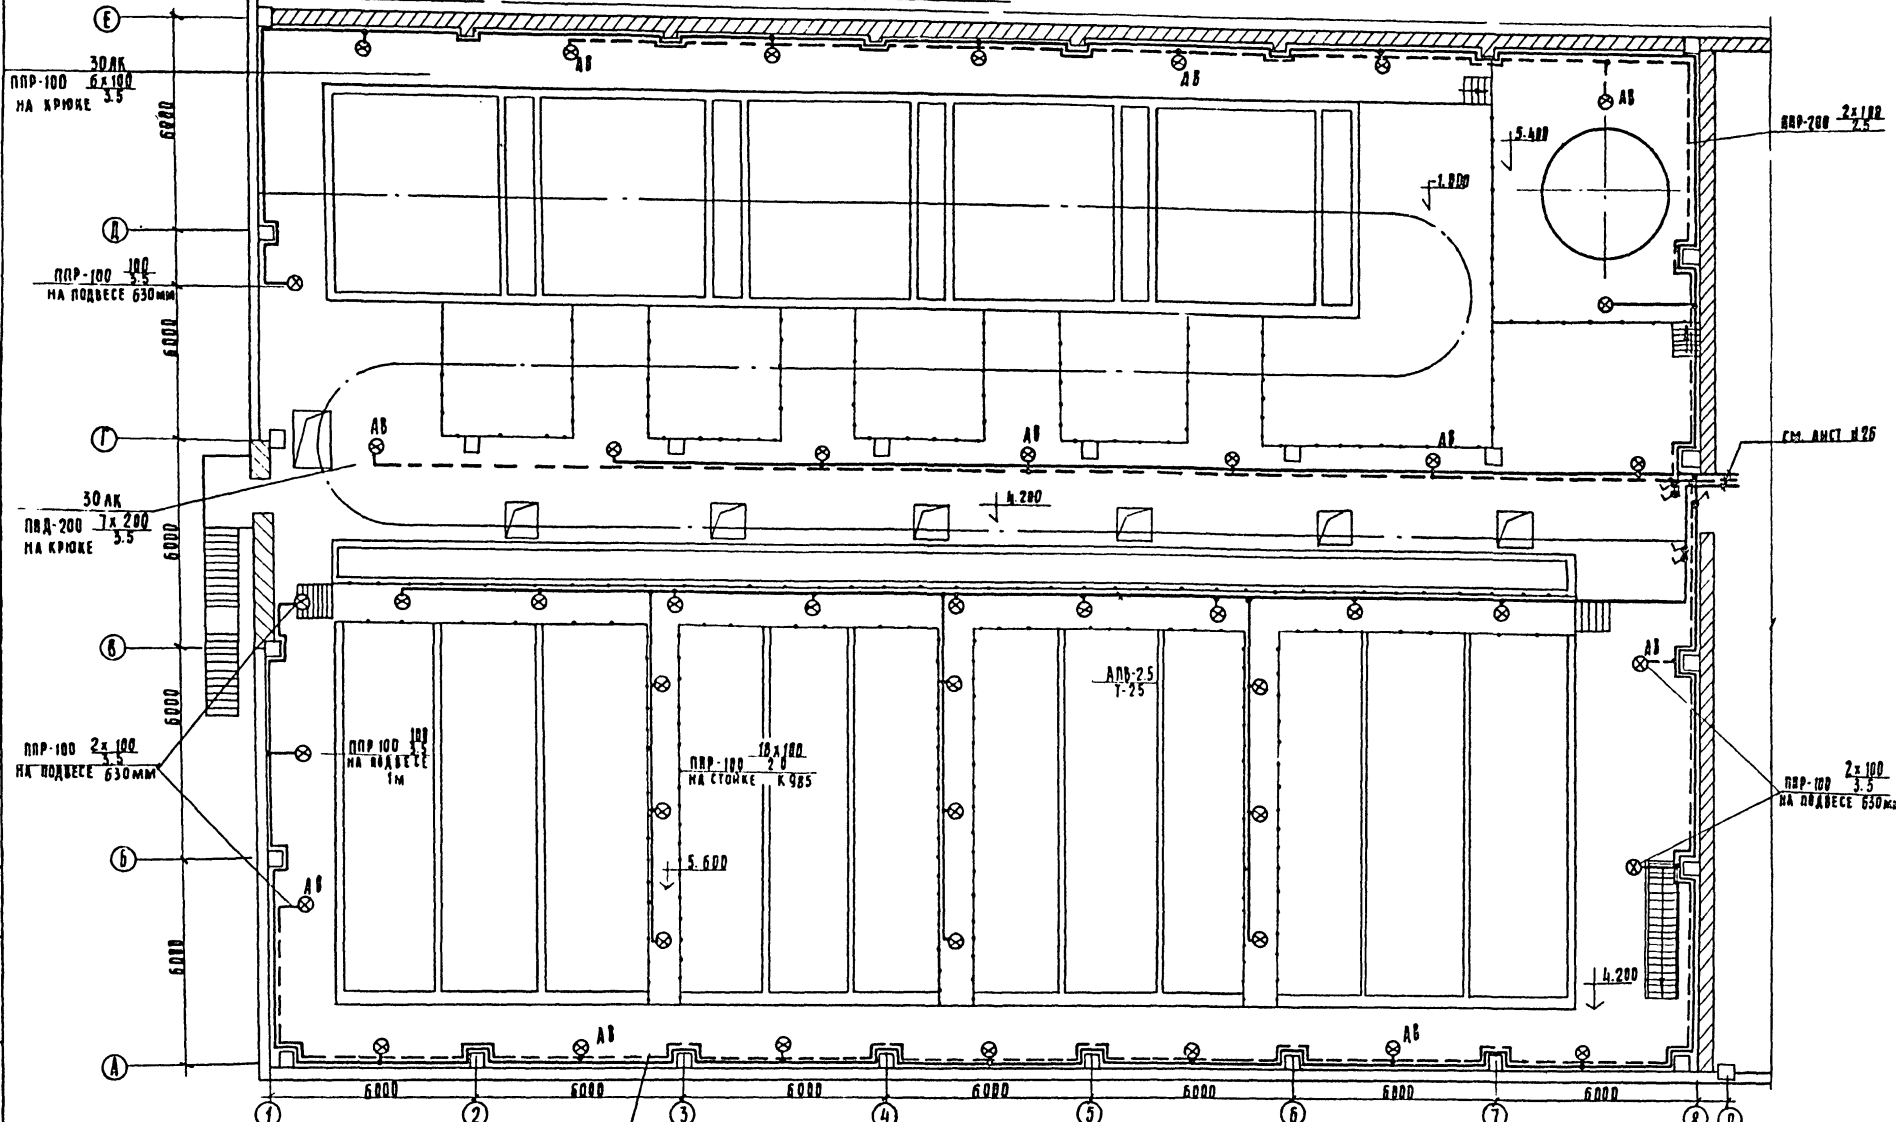 Е
30 ЛК
ППР-100 6х100
3.5
НА КРЮКЕ
6000
АВ
АВ
АВ
ППР-200 2х100
2.5
5.400
-1.800
Д
ППР-100 100
3.5
НА ПОДВЕСЕ 630мм
6000
Г
АВ
АВ
АВ
СМ. ЛИСТ №26
30 ЛК
ПВД-200 7х200
3.5
НА КРЮКЕ
6000
4.200
В
АВ
6000
АПВ-2.5
Т-25
ППР-100 2х100
3.5
НА ПОДВЕСЕ 630мм
ППР 100 100
3.5
НА ПОДВЕСЕ
1м
ППР-100 18х100
2.0
НА СТОЙКЕ К985
ППР-100 2х100
3.5
НА ПОДВЕСЕ 630мм
Б
5.600
АВ
6000
4.200
АВ
АВ
А
6000 6000 6000 6000 6000 6000 6000
1 2 3 4 5 6 7 8